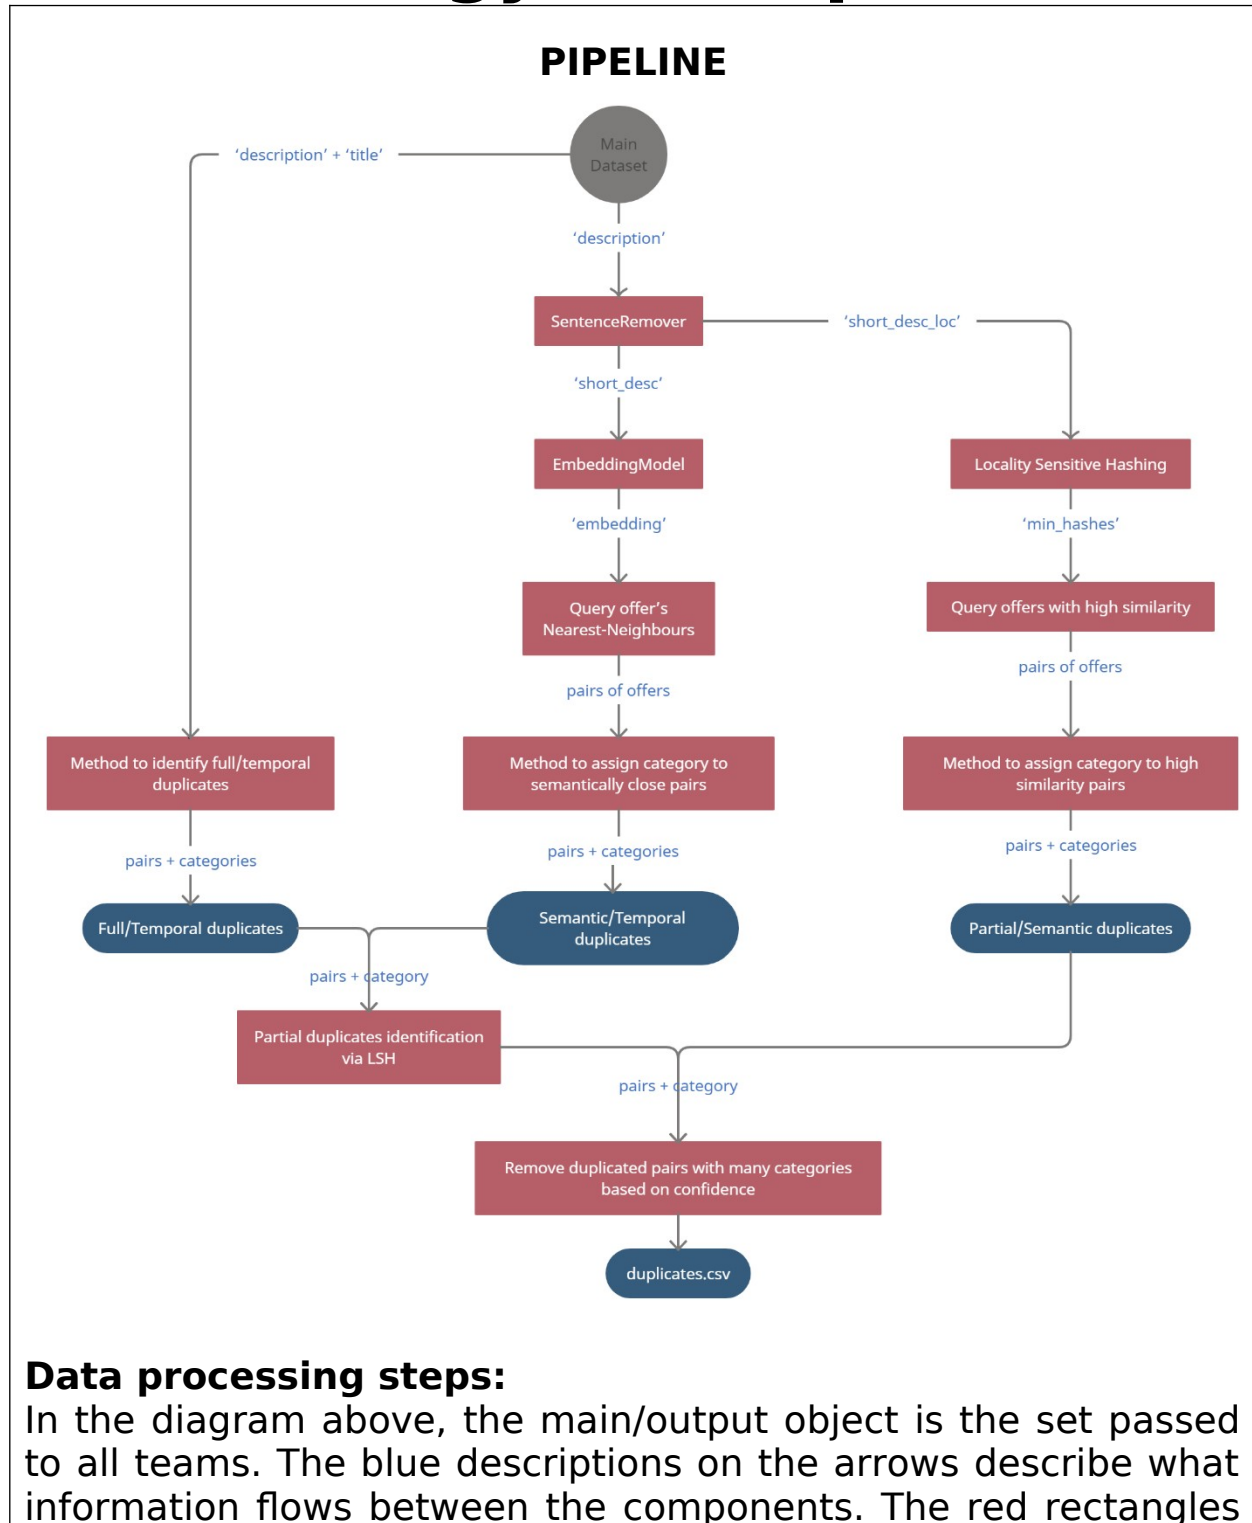 PIPELINE
Main
Dataset
‘description’ + ‘title’
‘description’
SentenceRemover
‘short_desc_loc’
‘short_desc’
EmbeddingModel
Locality Sensitive Hashing
‘embedding’
‘min_hashes’
Query offer’s
Nearest-Neighbours
Query offers with high similarity
pairs of offers
pairs of offers
Method to identify full/temporal
duplicates
Method to assign category to
semantically close pairs
Method to assign category to high
similarity pairs
pairs + categories
pairs + categories
pairs + categories
Full/Temporal duplicates
Semantic/Temporal
duplicates
Partial/Semantic duplicates
pairs + category
Partial duplicates identification
via LSH
pairs + category
Remove duplicated pairs with many categories
based on confidence
duplicates.csv
Data processing steps:
In the diagram above, the main/output object is the set passed
to all teams. The blue descriptions on the arrows describe what
information flows between the components. The red rectangles